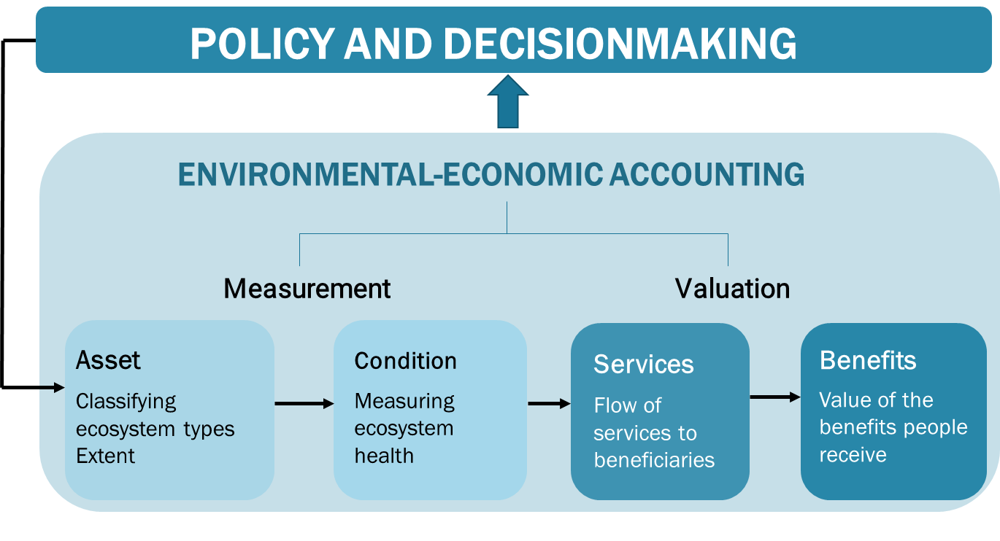 POLICY AND DECISIONMAKING
ENVIRONMENTAL-ECONOMIC ACCOUNTING
Measurement
Valuation
Asset
Classifying
ecosystem types
Extent
Condition
Measuring
ecosystem
health
Services
Flow of
services to
beneficiaries
Benefits
Value of the
benefits people
receive